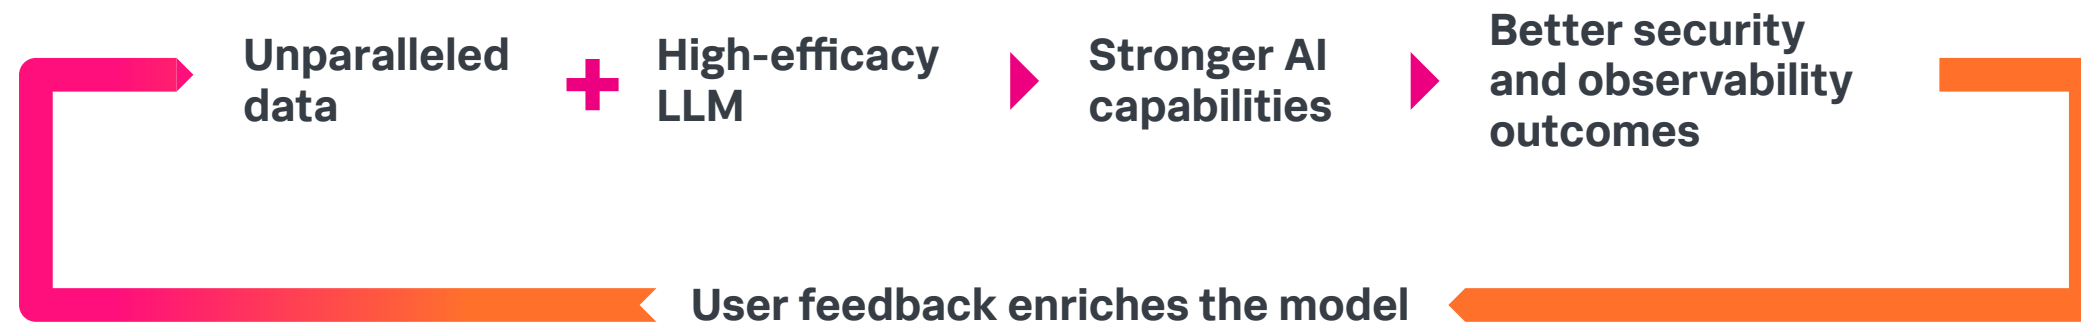 Unparalleled
data
High-efficacy
LLM
Stronger AI
capabilities
Better security
and observability
outcomes
User feedback enriches the model